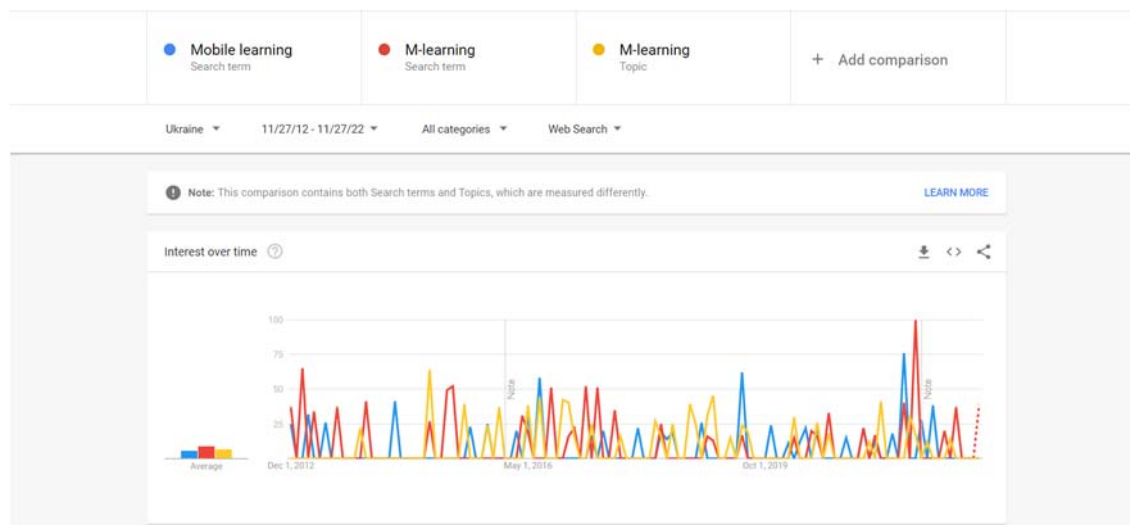 Mobile learning
Search term
M-learning
Search term
M-learning
Topic
+ Add comparison
Ukraine
11/27/12 - 11/27/22
All categories
Web Search
Note: This comparison contains both Search terms and Topics, which are measured differently.
LEARN MORE
Interest over time
100
75
50
25
Note
Note
Average
Dec 1, 2012
May 1, 2016
Oct 1, 2019